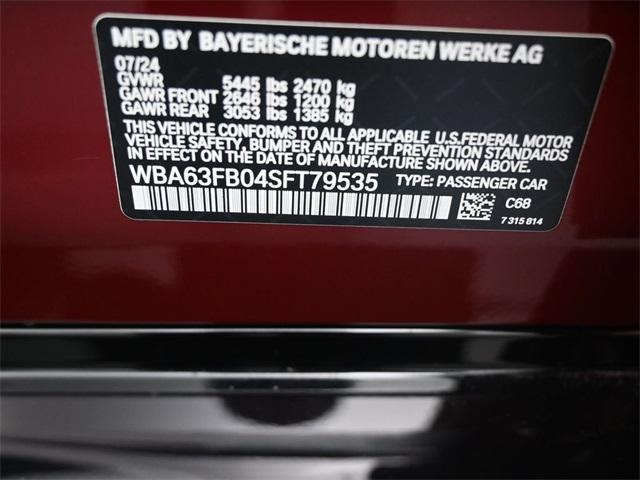 MFD BY BAYERISCHE MOTOREN WERKE AG
07/24
GVWR 5445 lbs 2470 kg
GAWR FRONT 2646 lbs 1200 kg
GAWR REAR 3053 lbs 1385 kg
THIS VEHICLE CONFORMS TO ALL APPLICABLE U.S.FEDERAL MOTOR
VEHICLE SAFETY, BUMPER AND THEFT PREVENTION STANDARDS
IN EFFECT ON THE DATE OF MANUFACTURE SHOWN ABOVE.
WBA63FB04SFT79535 TYPE: PASSENGER CAR
C68
7 315 814